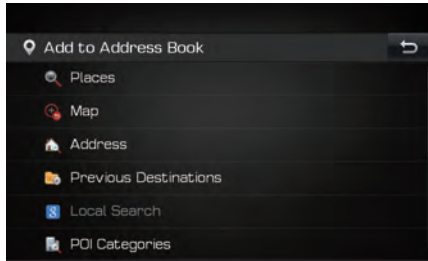 Add to Address Book
Places
Map
Address
Previous Destinations
Local Search
POI Categories